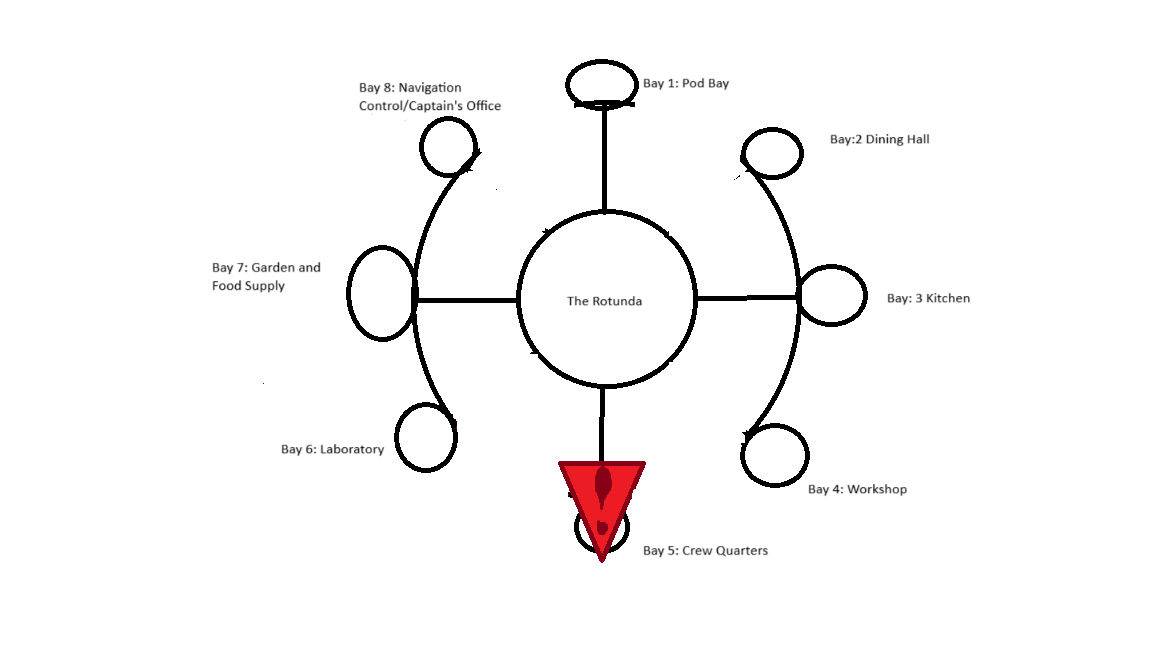 Bay 1: Pod Bay
Bay 8: Navigation
Control/Captain's Office
Bay:2 Dining Hall
Bay 7: Garden and
Food Supply
The Rotunda
Bay: 3 Kitchen
Bay 6: Laboratory
Bay 4: Workshop
!
Bay 5: Crew Quarters